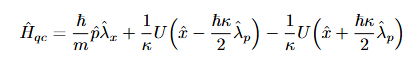 $$\hat{H}_{qc} = \frac{\hbar}{m}\hat{p}\hat{\lambda}_x + \frac{1}{\kappa}U\left(\hat{x} - \frac{\hbar\kappa}{2}\hat{\lambda}_p\right) - \frac{1}{\kappa}U\left(\hat{x} + \frac{\hbar\kappa}{2}\hat{\lambda}_p\right)$$